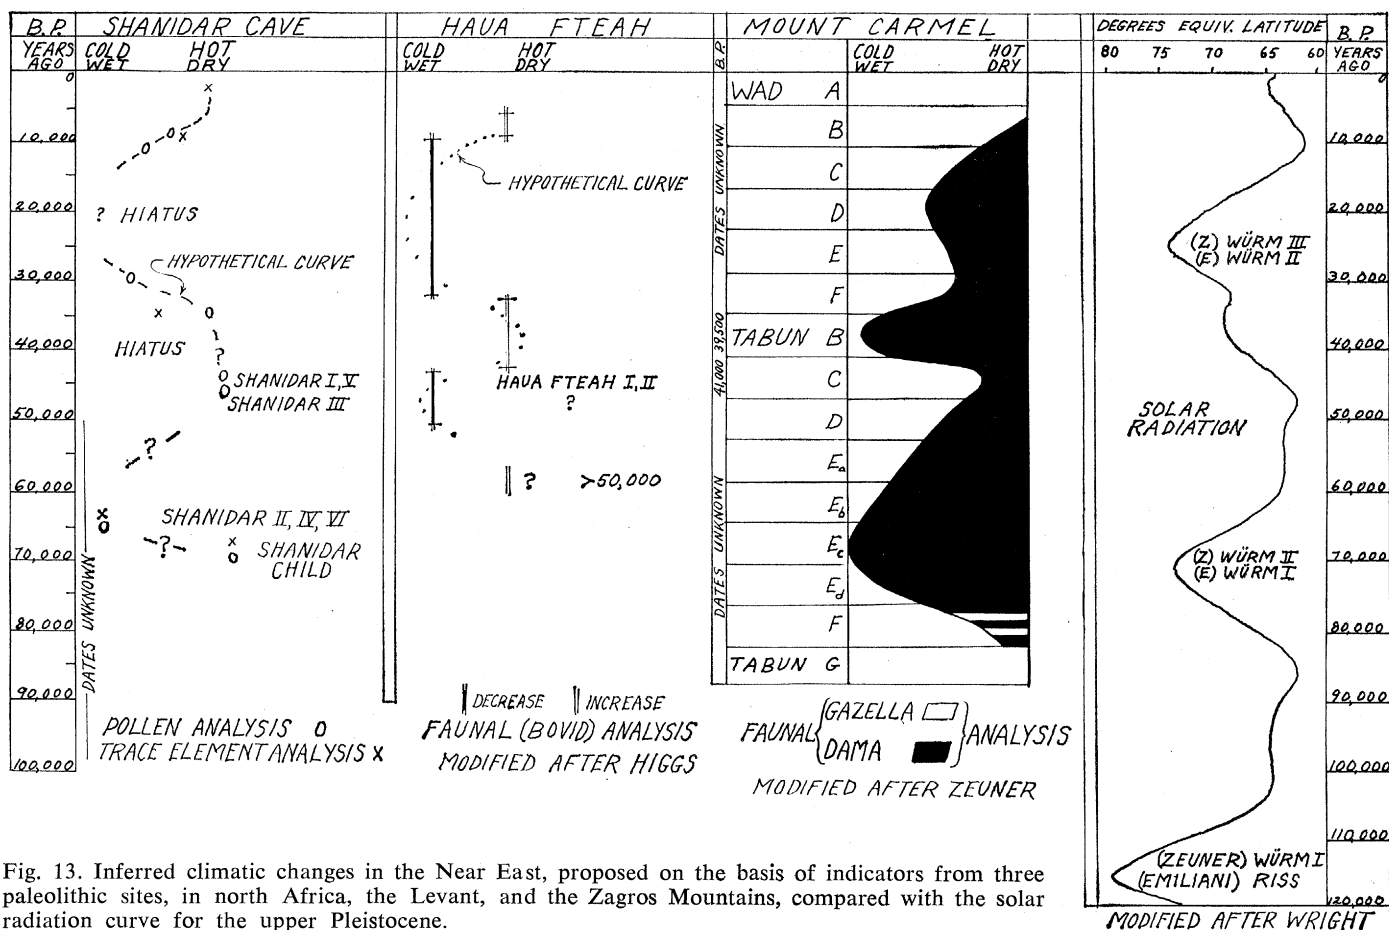 B.P.
YEARS
AGO
0
10,000
20,000
30,000
40,000
50,000
60,000
70,000
80,000
90,000
100,000
SHANIDAR CAVE
COLD HOT
WET DRY
x
O x
O
? HIATUS
HYPOTHETICAL CURVE
O
x O
HIATUS ?
O SHANIDAR I, V
O SHANIDAR III
?
x
O
SHANIDAR II, IV, VI
? x SHANIDAR
O CHILD
DATES UNKNOWN
POLLEN ANALYSIS O
TRACE ELEMENT ANALYSIS X
HAUA FTEAH
COLD HOT
WET DRY
HYPOTHETICAL CURVE
HAUA FTEAH I, II
?
? >50,000
DECREASE INCREASE
FAUNAL (BOVID) ANALYSIS
MODIFIED AFTER HIGGS
MOUNT CARMEL
B.P.
COLD HOT
WET DRY
DATES UNKNOWN
41,000 39,500
DATES UNKNOWN
WAD A
B
C
D
E
F
TABUN B
C
D
Ea
Eb
Ec
Ed
F
TABUN G
FAUNAL { GAZELLA } ANALYSIS
DAMA
MODIFIED AFTER ZEUNER
DEGREES EQUIV. LATITUDE
80 75 70 65 60
B.P.
YEARS
AGO
0
10,000
20,000
30,000
40,000
50,000
60,000
70,000
80,000
90,000
100,000
110,000
120,000
(Z) WÜRM III
(E) WÜRM II
SOLAR
RADIATION
(Z) WÜRM II
(E) WÜRM I
(ZEUNER) WÜRM I
(EMILIANI) RISS
MODIFIED AFTER WRIGHT
Fig. 13. Inferred climatic changes in the Near East, proposed on the basis of indicators from three
paleolithic sites, in north Africa, the Levant, and the Zagros Mountains, compared with the solar
radiation curve for the upper Pleistocene.